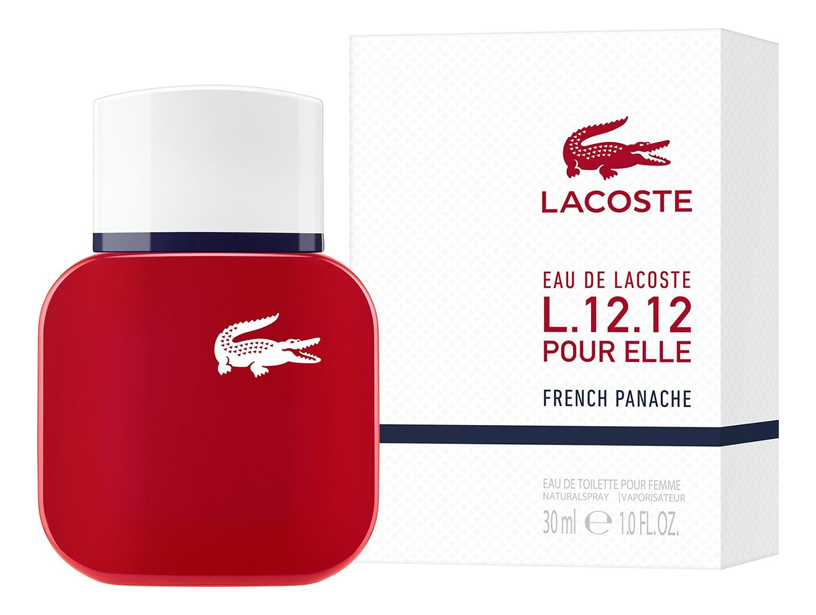 LACOSTE
EAU DE LACOSTE
L.12.12
POUR ELLE
FRENCH PANACHE
EAU DE TOILETTE POUR FEMME
NATURALSPRAY |VAPORISATEUR
30 ml ℮ 1.0 FL.OZ.